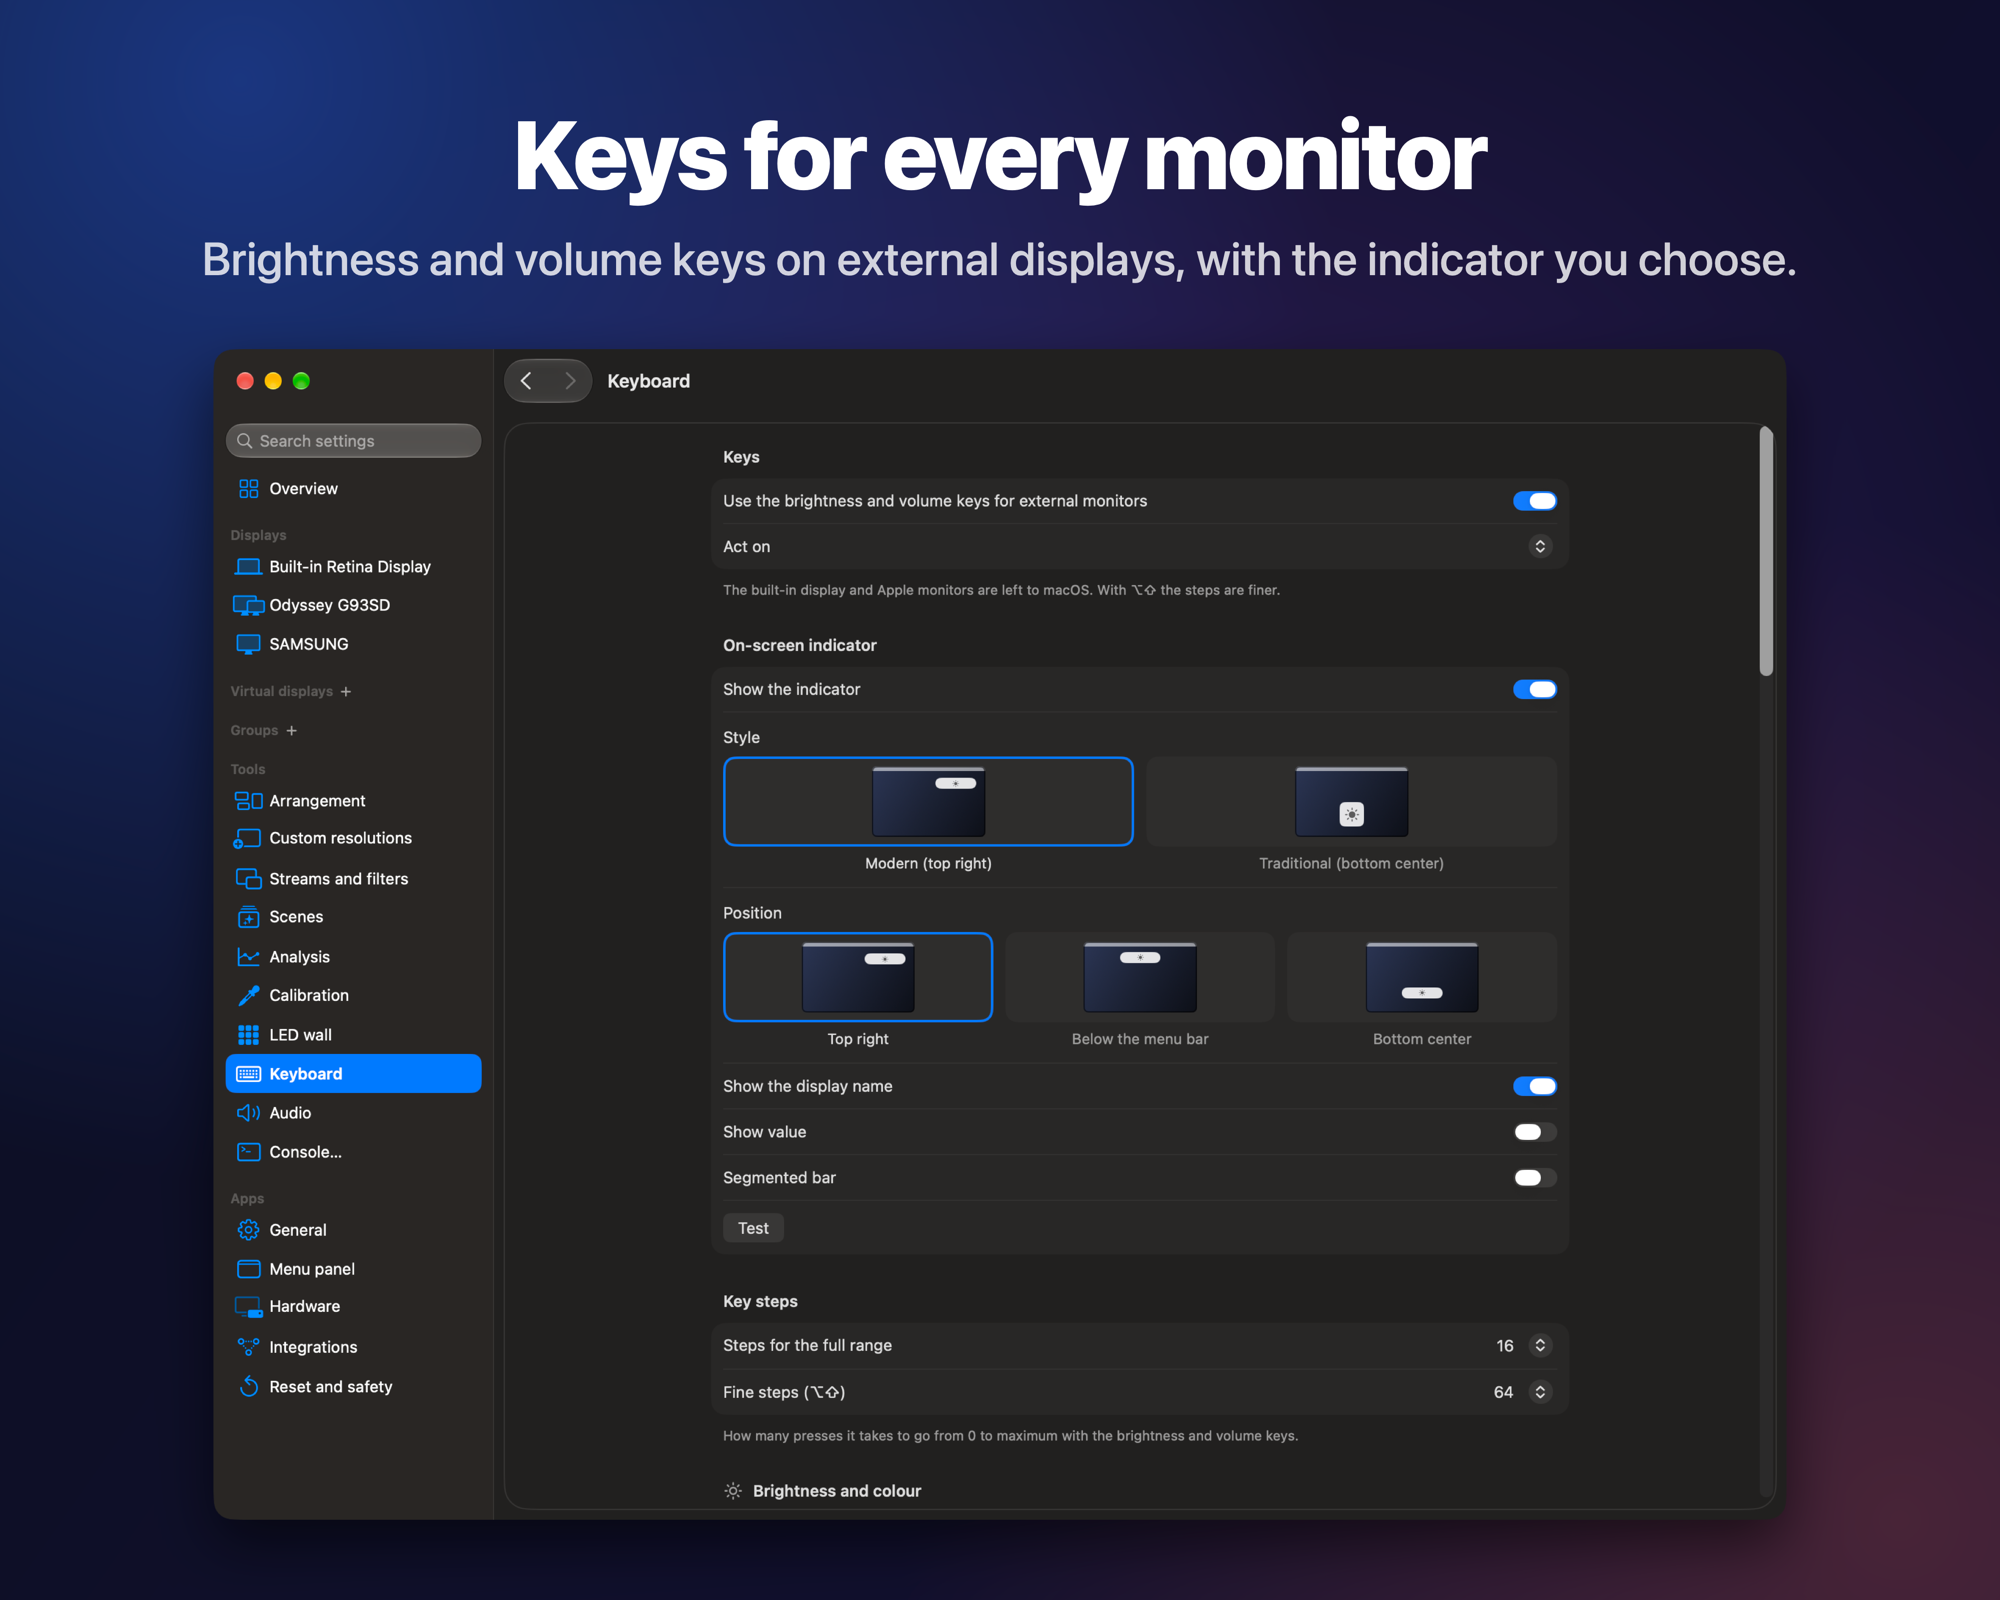 Keys for every monitor
Brightness and volume keys on external displays, with the indicator you choose.
Keyboard
Search settings
Overview
Displays
Built-in Retina Display
Odyssey G93SD
SAMSUNG
Virtual displays +
Groups +
Tools
Arrangement
Custom resolutions
Streams and filters
Scenes
Analysis
Calibration
LED wall
Keyboard
Audio
Console...
Apps
General
Menu panel
Hardware
Integrations
Reset and safety
Keys
Use the brightness and volume keys for external monitors
Act on
The built-in display and Apple monitors are left to macOS. With ⌥⇧ the steps are finer.
On-screen indicator
Show the indicator
Style
Modern (top right)
Traditional (bottom center)
Position
Top right
Below the menu bar
Bottom center
Show the display name
Show value
Segmented bar
Test
Key steps
Steps for the full range 16
Fine steps (⌥⇧) 64
How many presses it takes to go from 0 to maximum with the brightness and volume keys.
Brightness and colour